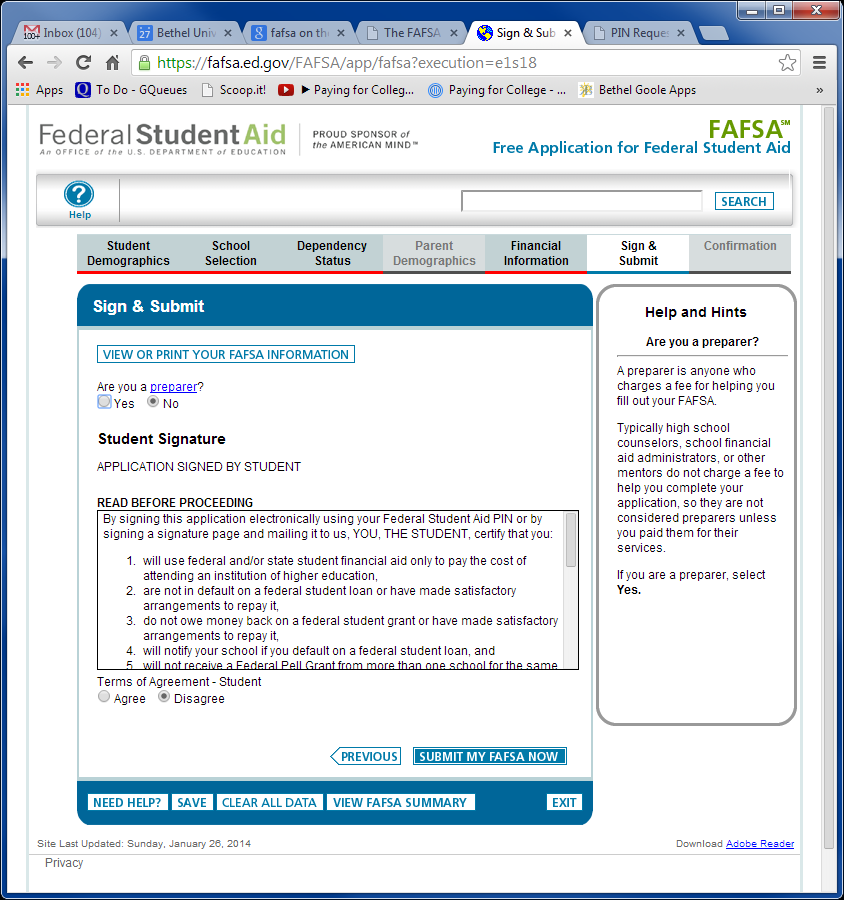 Inbox (104)
Bethel Univ
fafsa on the
The FAFSA
Sign & Sub
PIN Reques
https://fafsa.ed.gov/FAFSA/app/fafsa?execution=e1s18
Apps
To Do - GQueues
Scoop.it!
Paying for Colleg...
Paying for College - ...
Bethel Goole Apps
»
Federal Student Aid
An OFFICE of the U.S. DEPARTMENT of EDUCATION
PROUD SPONSOR of
the AMERICAN MIND™
FAFSA℠
Free Application for Federal Student Aid
?
Help
SEARCH
Student
Demographics
School
Selection
Dependency
Status
Parent
Demographics
Financial
Information
Sign &
Submit
Confirmation
Sign & Submit
VIEW OR PRINT YOUR FAFSA INFORMATION
Are you a preparer?
Yes No
Student Signature
APPLICATION SIGNED BY STUDENT
READ BEFORE PROCEEDING
By signing this application electronically using your Federal Student Aid PIN or by
signing a signature page and mailing it to us, YOU, THE STUDENT, certify that you:
1. will use federal and/or state student financial aid only to pay the cost of
attending an institution of higher education,
2. are not in default on a federal student loan or have made satisfactory
arrangements to repay it,
3. do not owe money back on a federal student grant or have made satisfactory
arrangements to repay it,
4. will notify your school if you default on a federal student loan, and
5. will not receive a Federal Pell Grant from more than one school for the same
Terms of Agreement - Student
Agree Disagree
PREVIOUS
SUBMIT MY FAFSA NOW
NEED HELP?
SAVE
CLEAR ALL DATA
VIEW FAFSA SUMMARY
EXIT
Help and Hints
Are you a preparer?
A preparer is anyone who
charges a fee for helping you
fill out your FAFSA.
Typically high school
counselors, school financial
aid administrators, or other
mentors do not charge a fee to
help you complete your
application, so they are not
considered preparers unless
you paid them for their
services.
If you are a preparer, select
Yes.
Site Last Updated: Sunday, January 26, 2014
Download Adobe Reader
Privacy